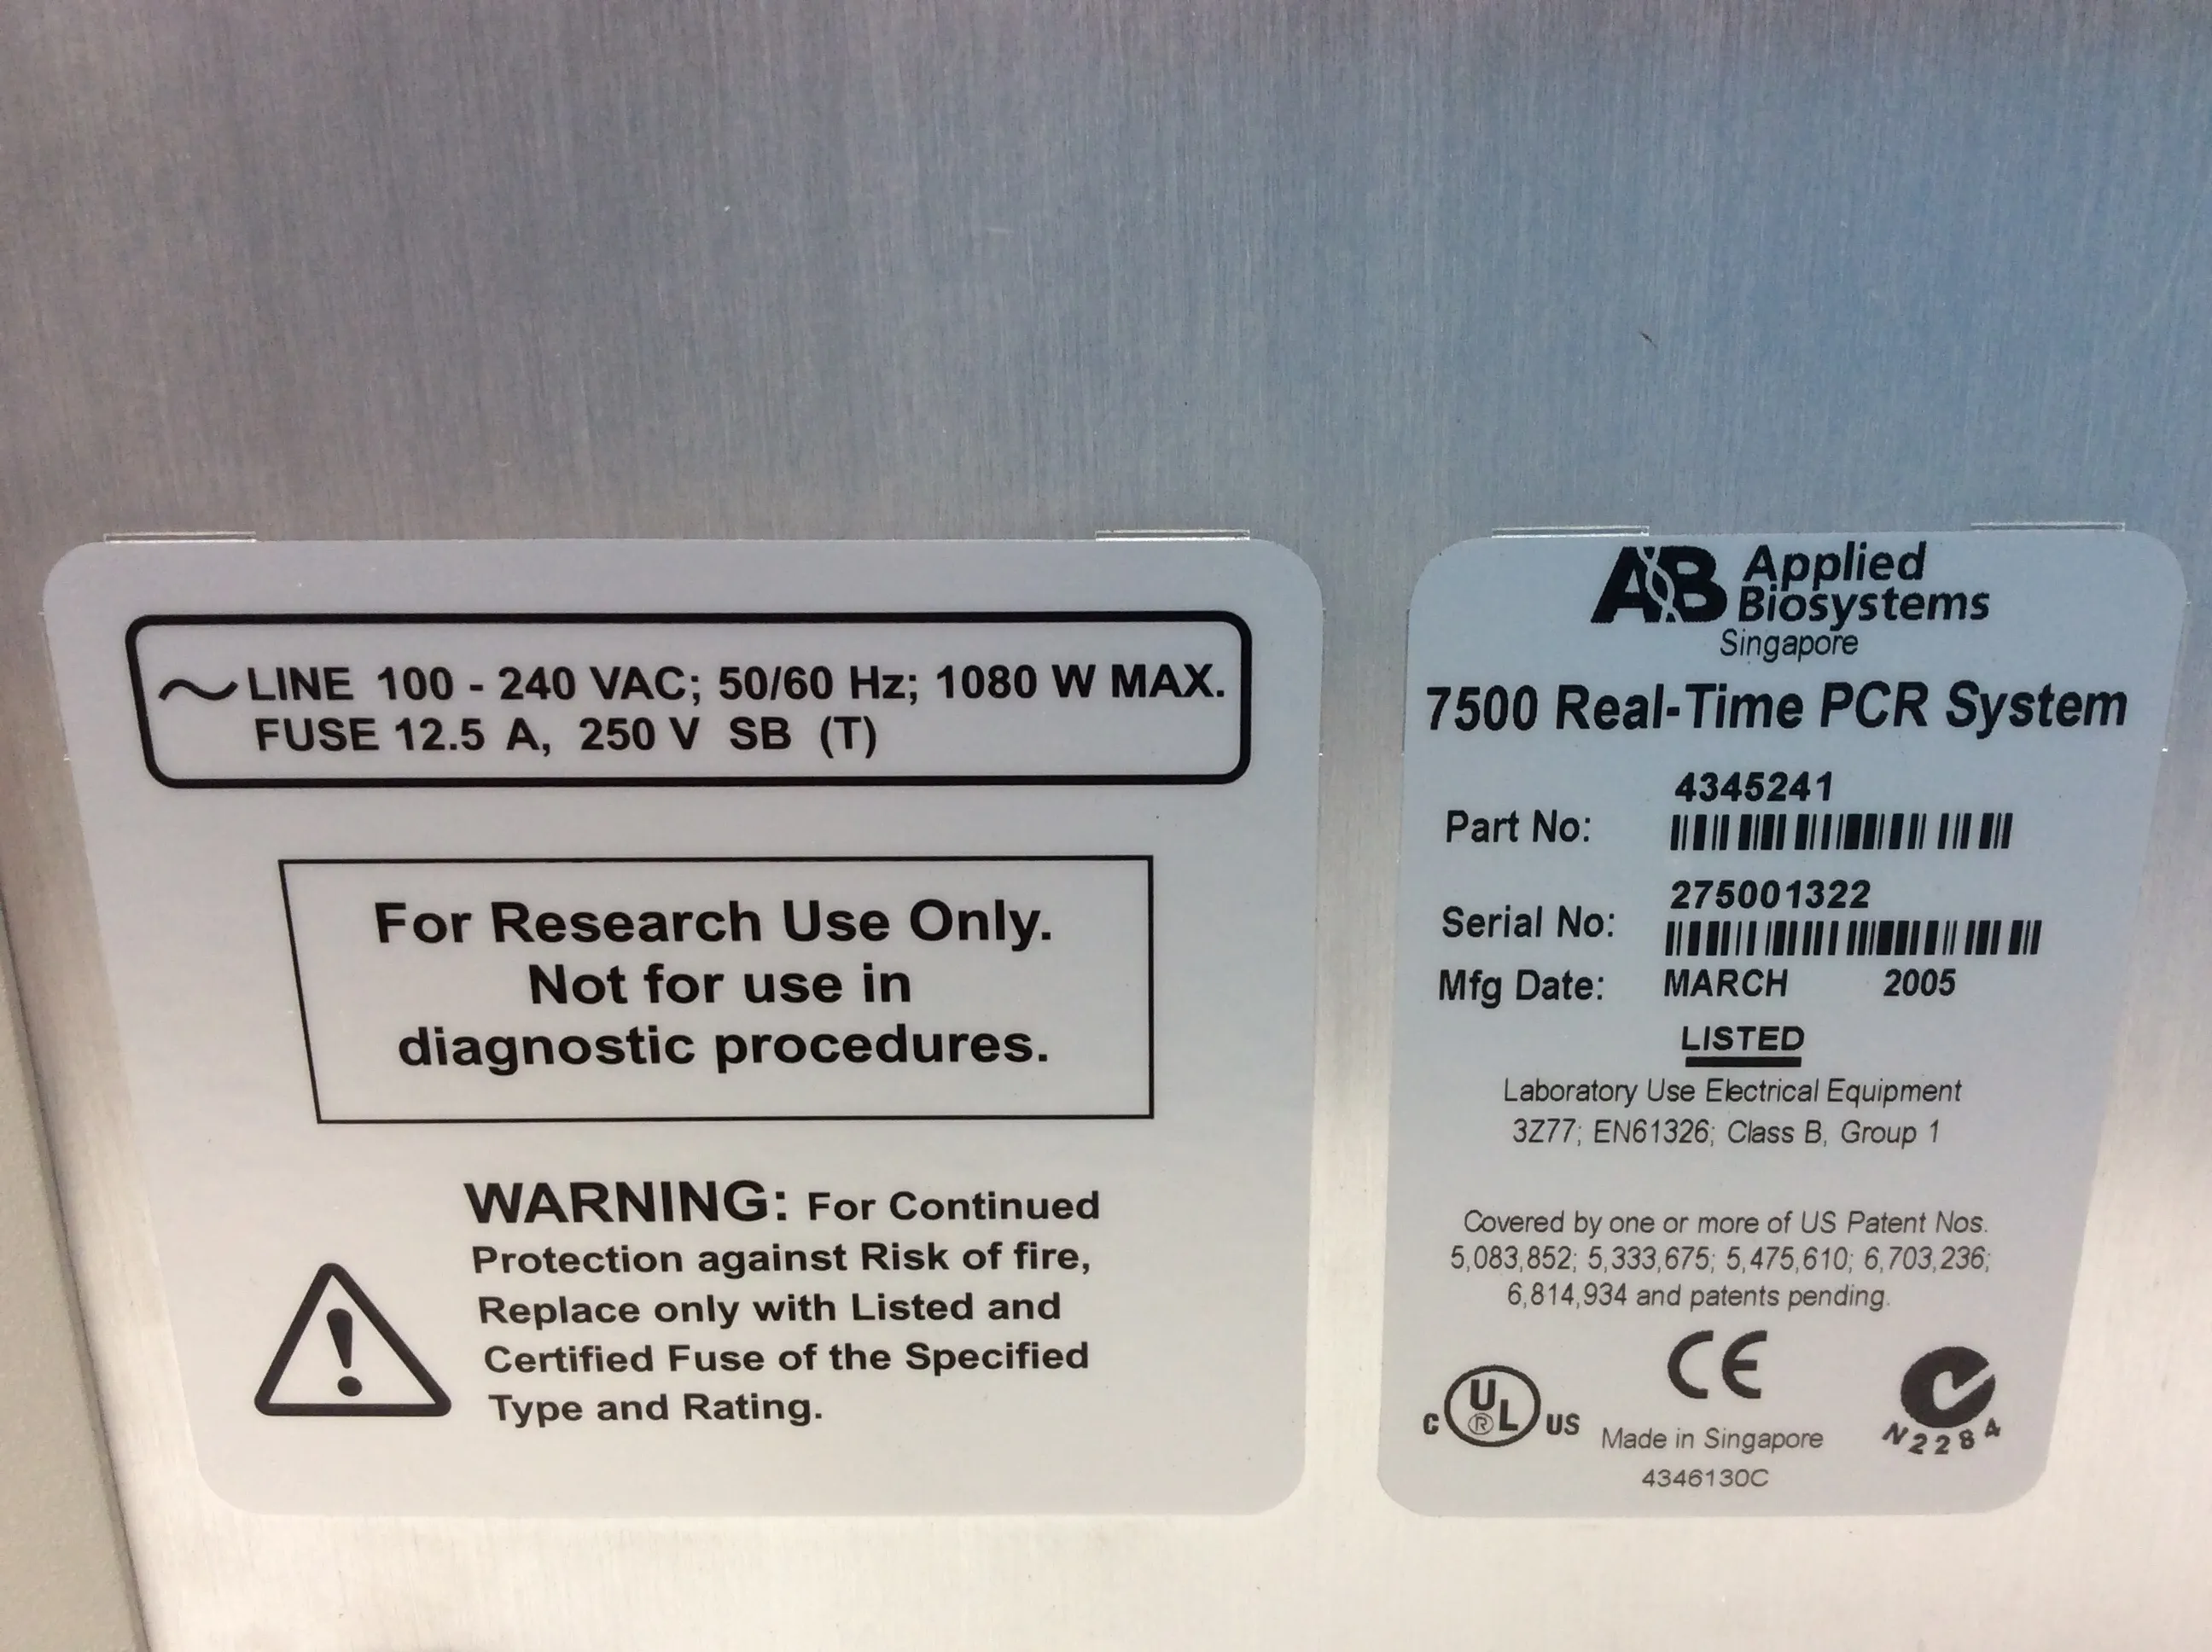 ~ LINE 100 - 240 VAC; 50/60 Hz; 1080 W MAX.
FUSE 12.5 A, 250 V SB (T)
For Research Use Only.
Not for use in
diagnostic procedures.
WARNING: For Continued
Protection against Risk of fire,
Replace only with Listed and
Certified Fuse of the Specified
Type and Rating.
AB Applied
Biosystems
Singapore
7500 Real-Time PCR System
4345241
Part No:
275001322
Serial No:
Mfg Date: MARCH 2005
LISTED
Laboratory Use Electrical Equipment
3Z77; EN61326; Class B, Group 1
Covered by one or more of US Patent Nos.
5,083,852; 5,333,675; 5,475,610; 6,703,236;
6,814,934 and patents pending.
CE
C UL ® US
Made in Singapore
N2284
4346130C